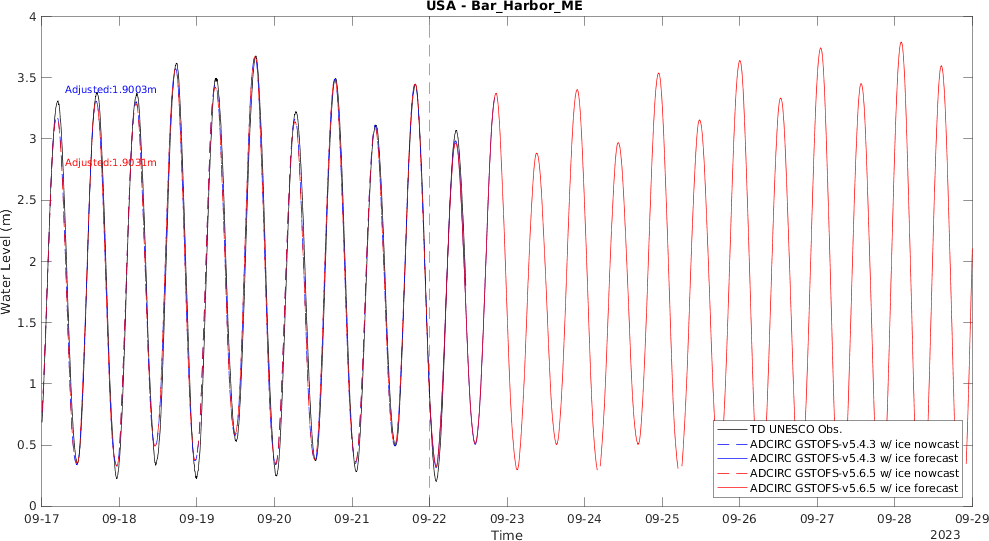 USA - Bar_Harbor_ME
4
3.5
3
2.5
2
1.5
1
0.5
0
Water Level (m)
Adjusted:1.9003m
Adjusted:1.9031m
TD UNESCO Obs.
ADCIRC GSTOFS-v5.4.3 w/ ice nowcast
ADCIRC GSTOFS-v5.4.3 w/ ice forecast
ADCIRC GSTOFS-v5.6.5 w/ ice nowcast
ADCIRC GSTOFS-v5.6.5 w/ ice forecast
09-17 09-18 09-19 09-20 09-21 09-22 09-23 09-24 09-25 09-26 09-27 09-28 09-29
Time
2023